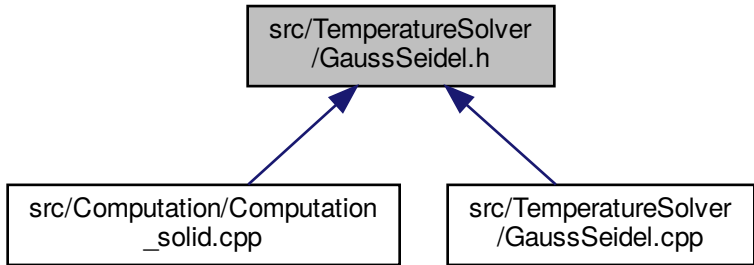 src/TemperatureSolver
/GaussSeidel.h
src/Computation/Computation
_solid.cpp
src/TemperatureSolver
/GaussSeidel.cpp